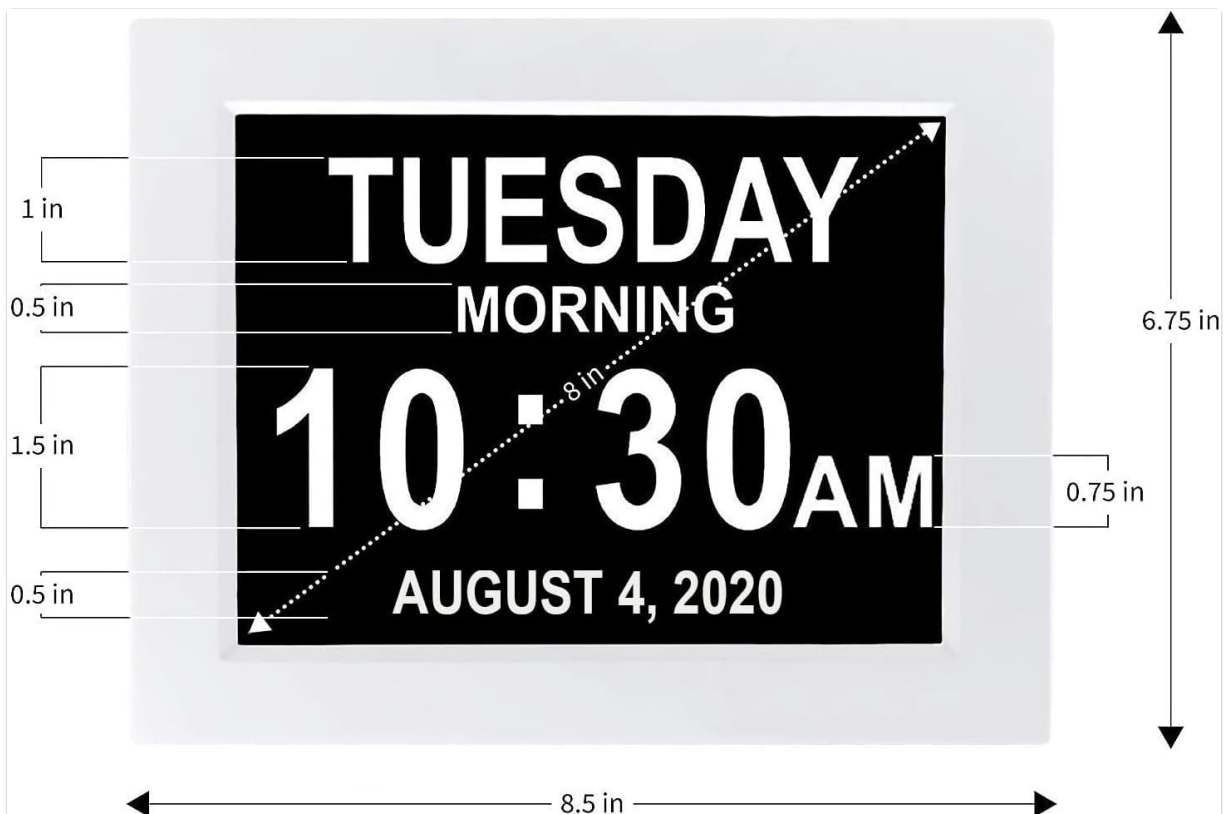 TUESDAY
1 in
MORNING
0.5 in
6.75 in
10:30AM
8 in
1.5 in
0.75 in
AUGUST 4, 2020
0.5 in
8.5 in